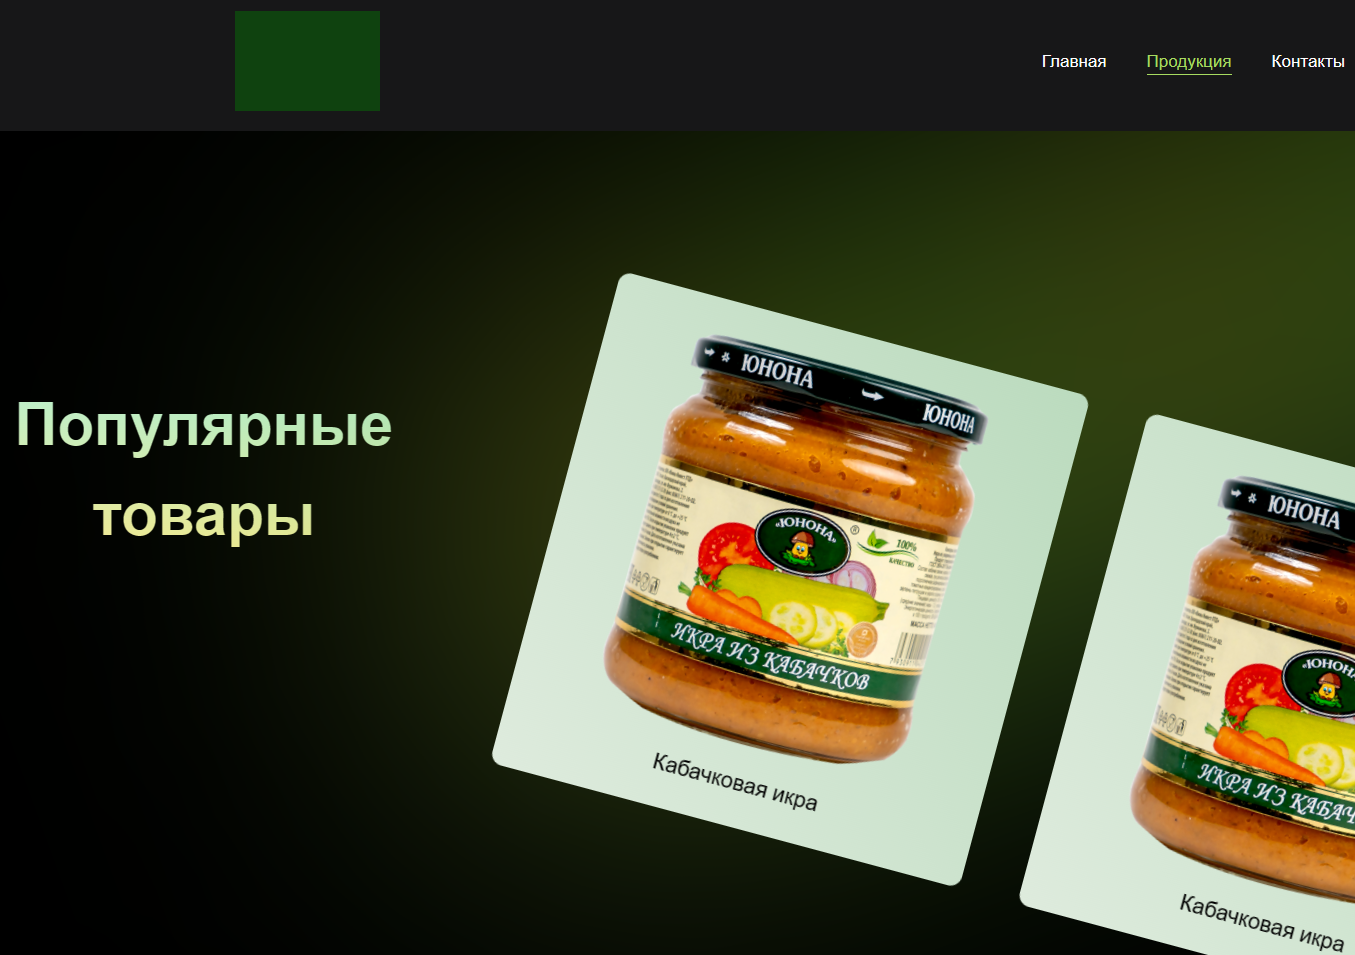 Главная Продукция Контакты
Популярные
товары
ЮНОНА ЮНОНА
«ЮНОНА»
®
100%
КАЧЕСТВО
ИКРА ИЗ КАБАЧКОВ
Кабачковая икра
ЮНОНА
«ЮНОНА
ИКРА ИЗ КАБАЧ
Кабачковая икра